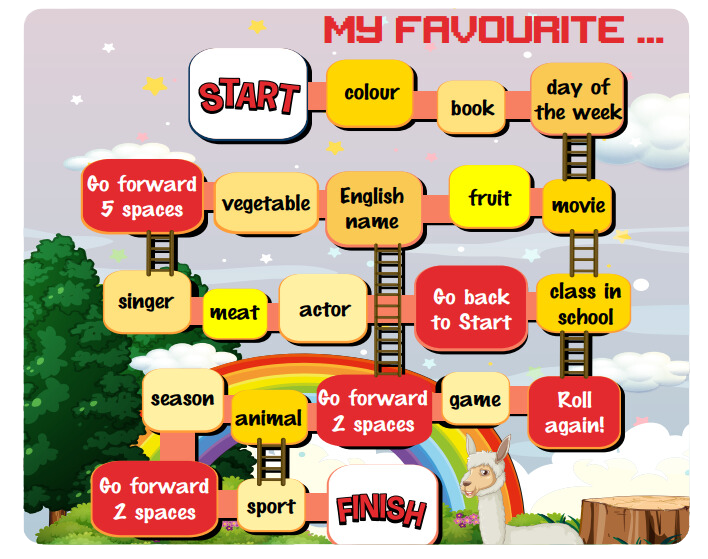 MY FAVOURITE ...
START
colour
book
day of
the week
Go forward
5 spaces
vegetable
English
name
fruit
movie
singer
meat
actor
Go back
to Start
class in
school
season
animal
Go forward
2 spaces
game
Roll
again!
Go forward
2 spaces
sport
FINISH